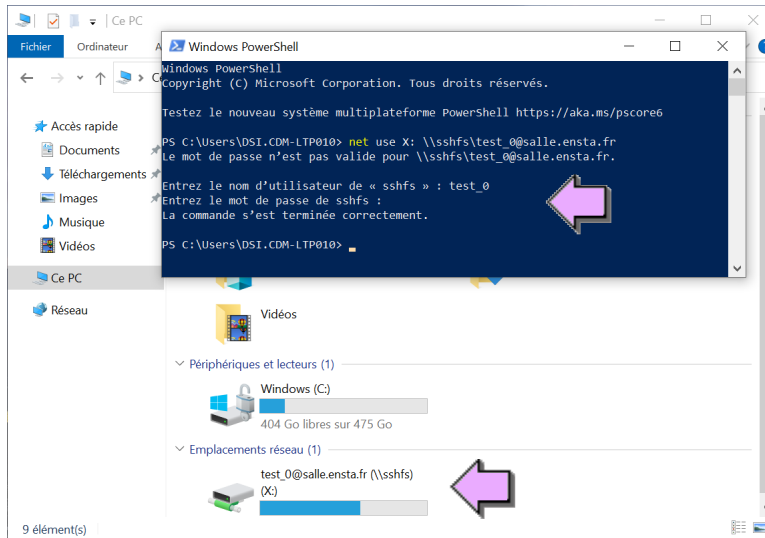 Ce PC
Fichier
Ordinateur
Windows PowerShell
Windows PowerShell
Copyright (C) Microsoft Corporation. Tous droits réservés.
Testez le nouveau système multiplateforme PowerShell https://aka.ms/pscore6
PS C:\Users\DSI.CDM-LTP010> net use X: \\sshfs\test_0@salle.ensta.fr
Le mot de passe n’est pas valide pour \\sshfs\test_0@salle.ensta.fr.
Entrez le nom d’utilisateur de « sshfs » : test_0
Entrez le mot de passe de sshfs :
La commande s’est terminée correctement.
PS C:\Users\DSI.CDM-LTP010>
Accès rapide
Documents
Téléchargements
Images
Musique
Vidéos
Ce PC
Réseau
Vidéos
Périphériques et lecteurs (1)
Windows (C:)
404 Go libres sur 475 Go
Emplacements réseau (1)
test_0@salle.ensta.fr (\\sshfs)
(X:)
9 élément(s)